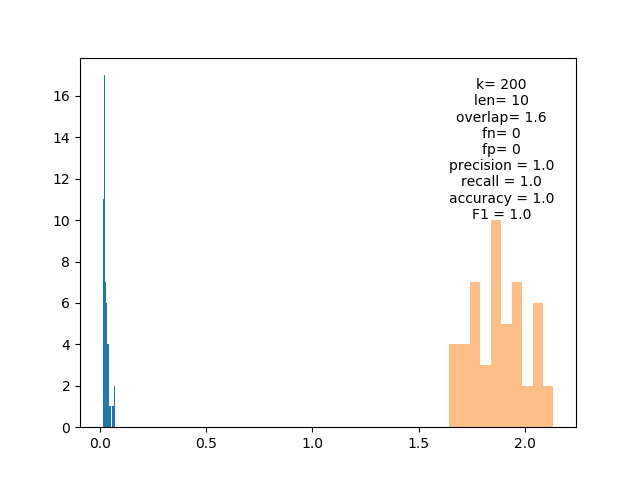 k= 200
len= 10
overlap= 1.6
fn= 0
fp= 0
precision = 1.0
recall = 1.0
accuracy = 1.0
F1 = 1.0
16
14
12
10
8
6
4
2
0
0.0 0.5 1.0 1.5 2.0